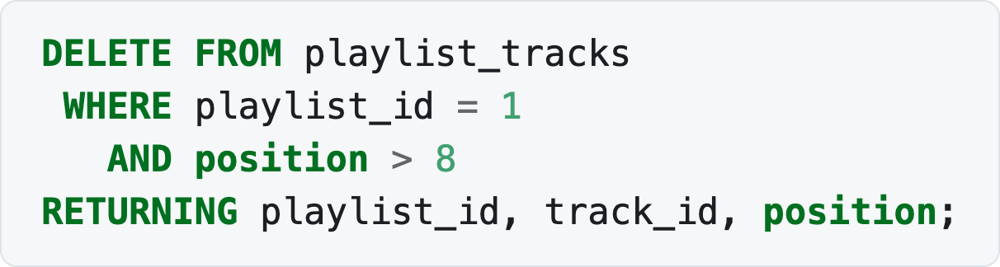 DELETE FROM playlist_tracks
 WHERE playlist_id = 1
   AND position > 8
RETURNING playlist_id, track_id, position;